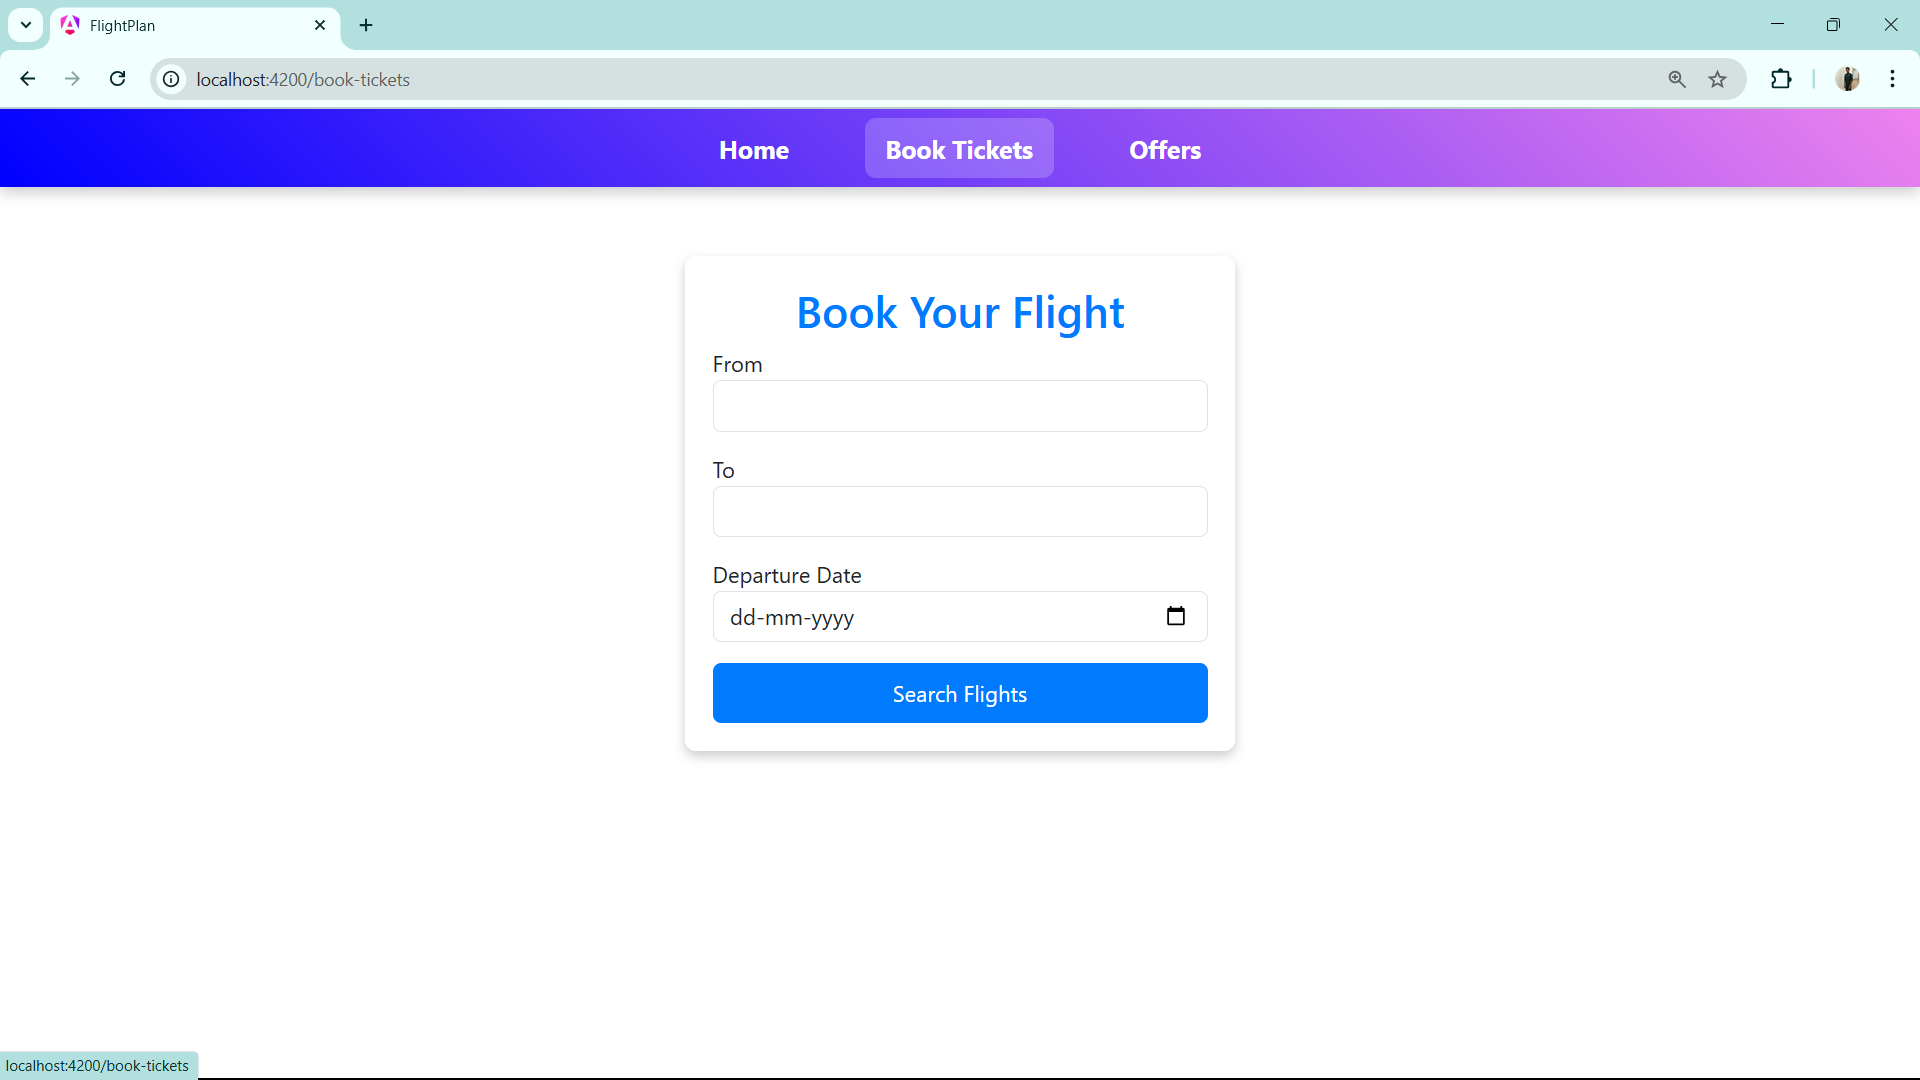 FlightPlan
localhost:4200/book-tickets
Home Book Tickets Offers
Book Your Flight
From
To
Departure Date
dd-mm-yyyy
Search Flights
localhost:4200/book-tickets